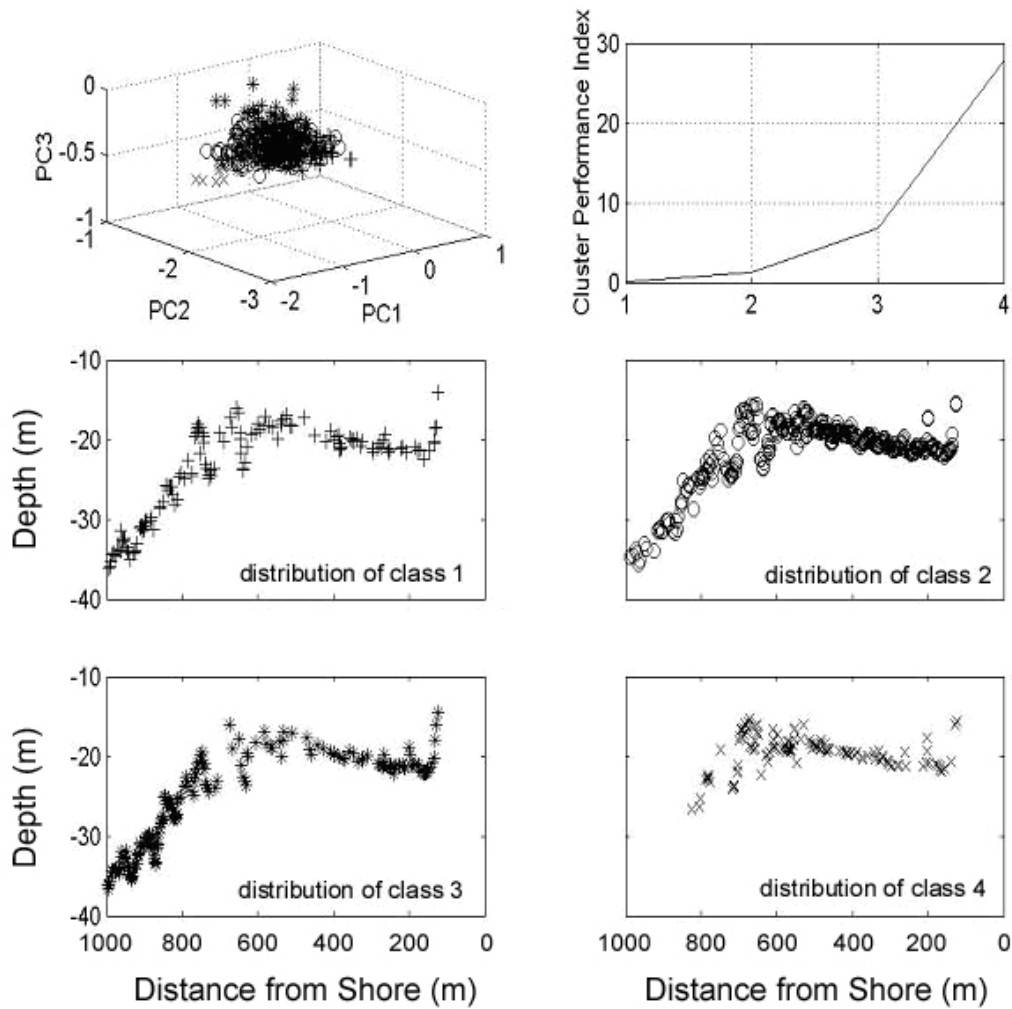 0
-0.5
-1
PC3
-1
-2
-3
PC2
-2
-1
0
1
PC1
Cluster Performance Index
30
20
10
0
1 2 3 4
Depth (m)
-10
-20
-30
-40
distribution of class 1
distribution of class 2
Depth (m)
-10
-20
-30
-40
distribution of class 3
distribution of class 4
1000 800 600 400 200 0
1000 800 600 400 200 0
Distance from Shore (m)
Distance from Shore (m)